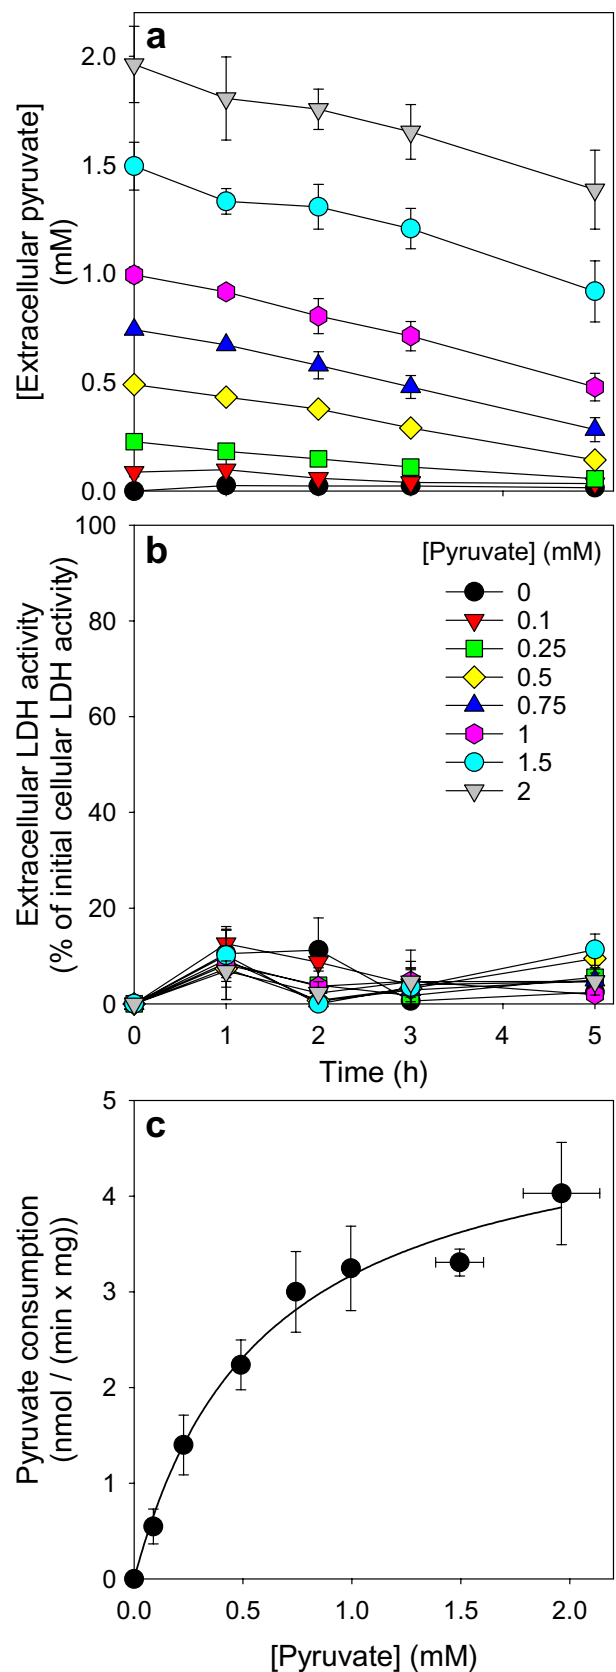 a
[Extracellular pyruvate]
(mM)
2.0
1.5
1.0
0.5
0.0
b
Extracellular LDH activity
(% of initial cellular LDH activity)
100
80
60
40
20
0
[Pyruvate] (mM)
0
0.1
0.25
0.5
0.75
1
1.5
2
0 1 2 3 4 5
Time (h)
c
Pyruvate consumption
(nmol / (min x mg))
5
4
3
2
1
0
0.0 0.5 1.0 1.5 2.0
[Pyruvate] (mM)